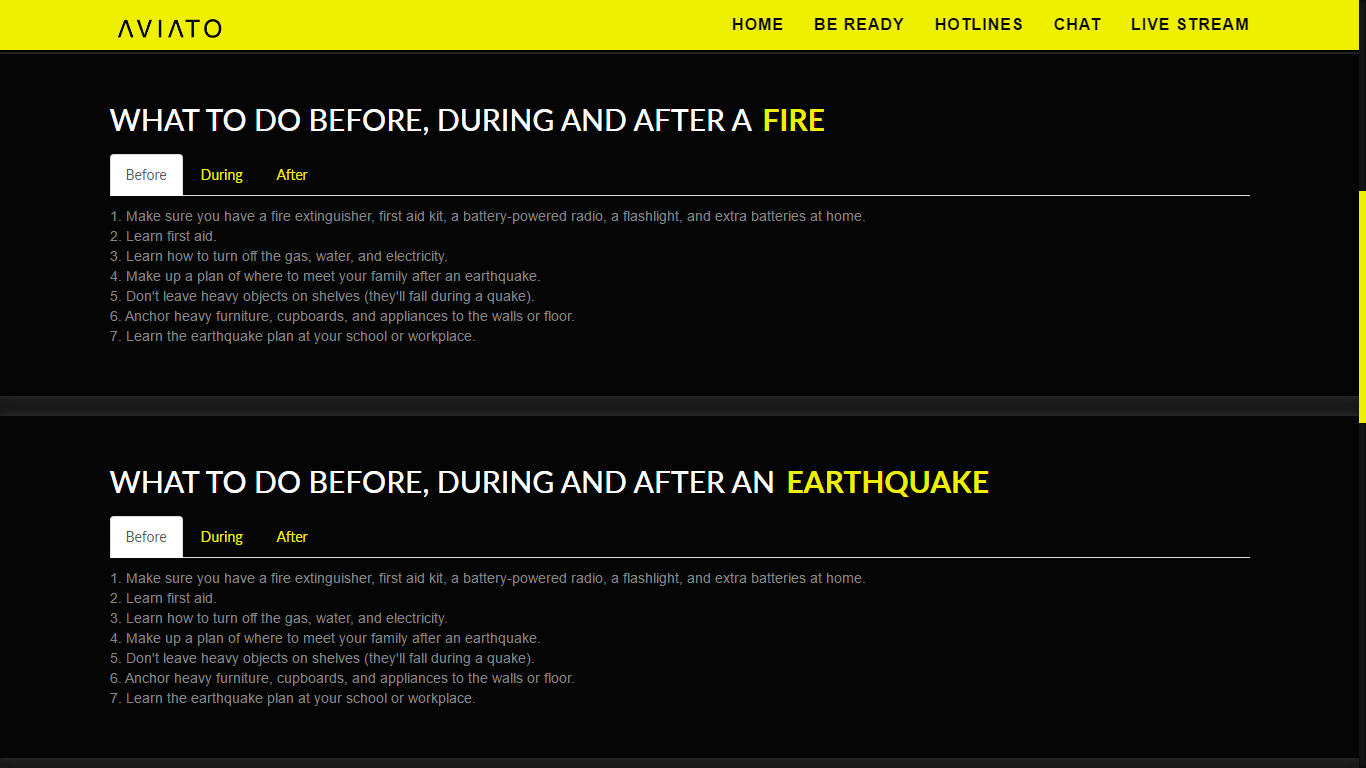 AVIATO
HOME BE READY HOTLINES CHAT LIVE STREAM
WHAT TO DO BEFORE, DURING AND AFTER A FIRE
Before During After
1. Make sure you have a fire extinguisher, first aid kit, a battery-powered radio, a flashlight, and extra batteries at home.
2. Learn first aid.
3. Learn how to turn off the gas, water, and electricity.
4. Make up a plan of where to meet your family after an earthquake.
5. Don't leave heavy objects on shelves (they'll fall during a quake).
6. Anchor heavy furniture, cupboards, and appliances to the walls or floor.
7. Learn the earthquake plan at your school or workplace.
WHAT TO DO BEFORE, DURING AND AFTER AN EARTHQUAKE
Before During After
1. Make sure you have a fire extinguisher, first aid kit, a battery-powered radio, a flashlight, and extra batteries at home.
2. Learn first aid.
3. Learn how to turn off the gas, water, and electricity.
4. Make up a plan of where to meet your family after an earthquake.
5. Don't leave heavy objects on shelves (they'll fall during a quake).
6. Anchor heavy furniture, cupboards, and appliances to the walls or floor.
7. Learn the earthquake plan at your school or workplace.